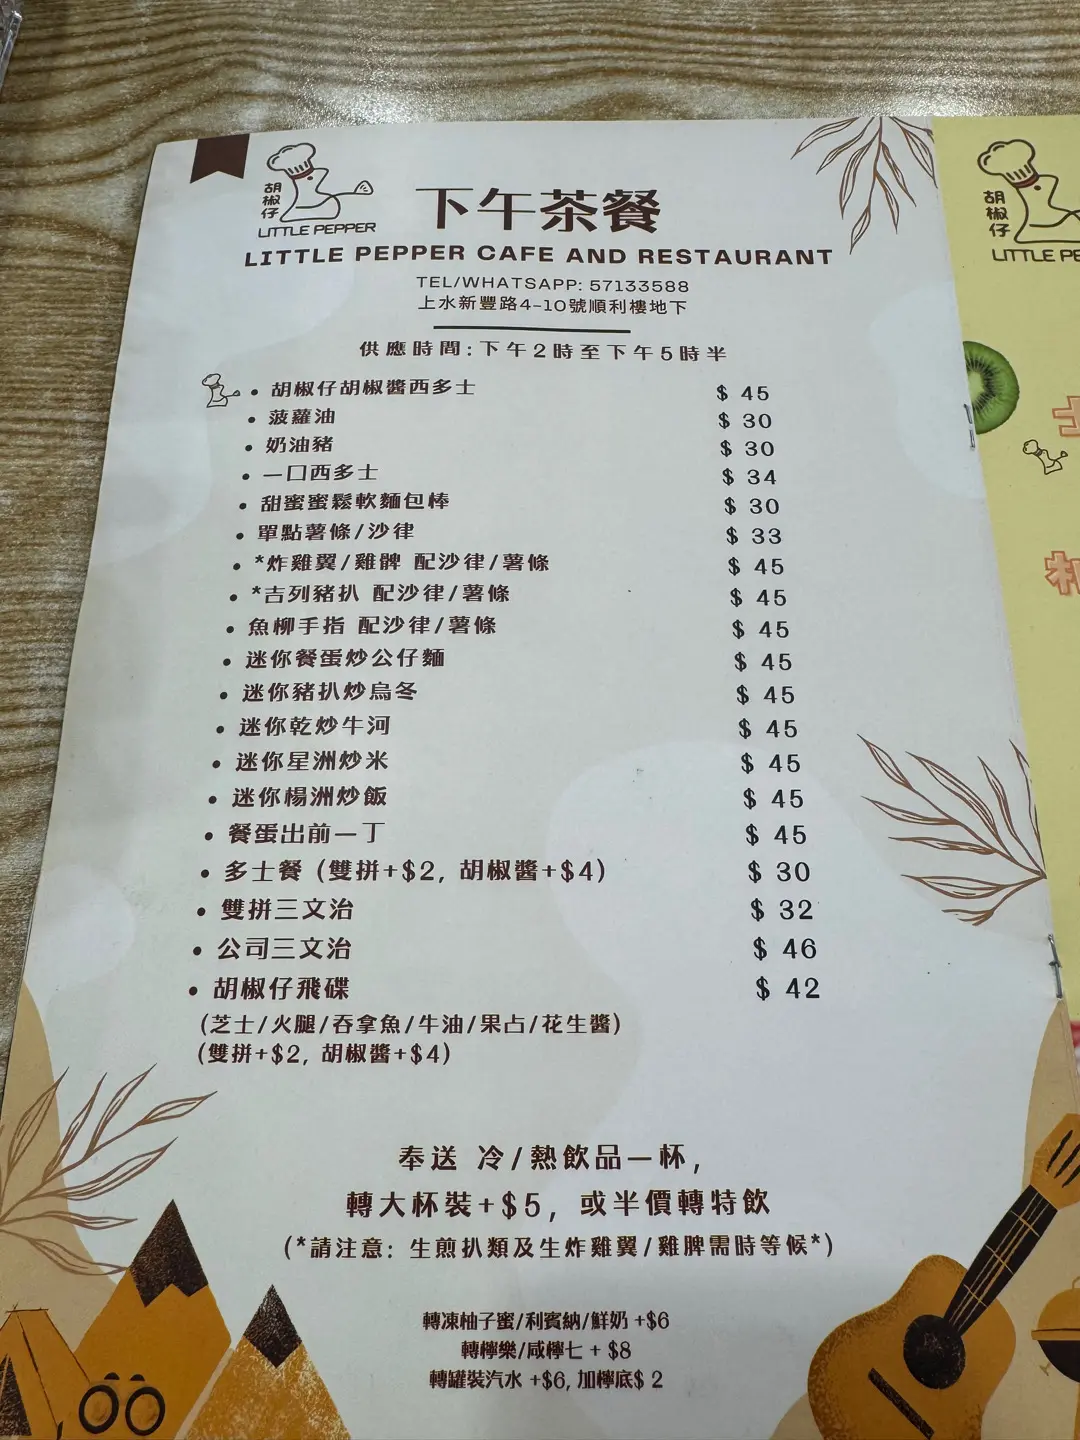 胡椒仔
LITTLE PEPPER
下午茶餐
LITTLE PEPPER CAFE AND RESTAURANT
TEL/WHATSAPP: 57133588
上水新豐路4-10號順利樓地下
供應時間:下午2時至下午5時半
• 胡椒仔胡椒醬西多士 $ 45
• 菠蘿油 $ 30
• 奶油豬 $ 30
• 一口西多士 $ 34
• 甜蜜蜜鬆軟麵包棒 $ 30
• 單點薯條/沙律 $ 33
• *炸雞翼/雞髀 配沙律/薯條 $ 45
• *吉列豬扒 配沙律/薯條 $ 45
• 魚柳手指 配沙律/薯條 $ 45
• 迷你餐蛋炒公仔麵 $ 45
• 迷你豬扒炒烏冬 $ 45
• 迷你乾炒牛河 $ 45
• 迷你星洲炒米 $ 45
• 迷你楊洲炒飯 $ 45
• 餐蛋出前一丁 $ 45
• 多士餐 (雙拼+$2, 胡椒醬+$4) $ 30
• 雙拼三文治 $ 32
• 公司三文治 $ 46
• 胡椒仔飛碟 $ 42
(芝士/火腿/吞拿魚/牛油/果占/花生醬)
(雙拼+$2, 胡椒醬+$4)
奉送 冷/熱飲品一杯,
轉大杯裝+$5, 或半價轉特飲
(*請注意: 生煎扒類及生炸雞翼/雞脾需時等候*)
轉凍柚子蜜/利賓納/鮮奶 +$6
轉檸樂/咸檸七 + $8
轉罐裝汽水 +$6, 加檸底$ 2
胡椒仔
LITTLE PE